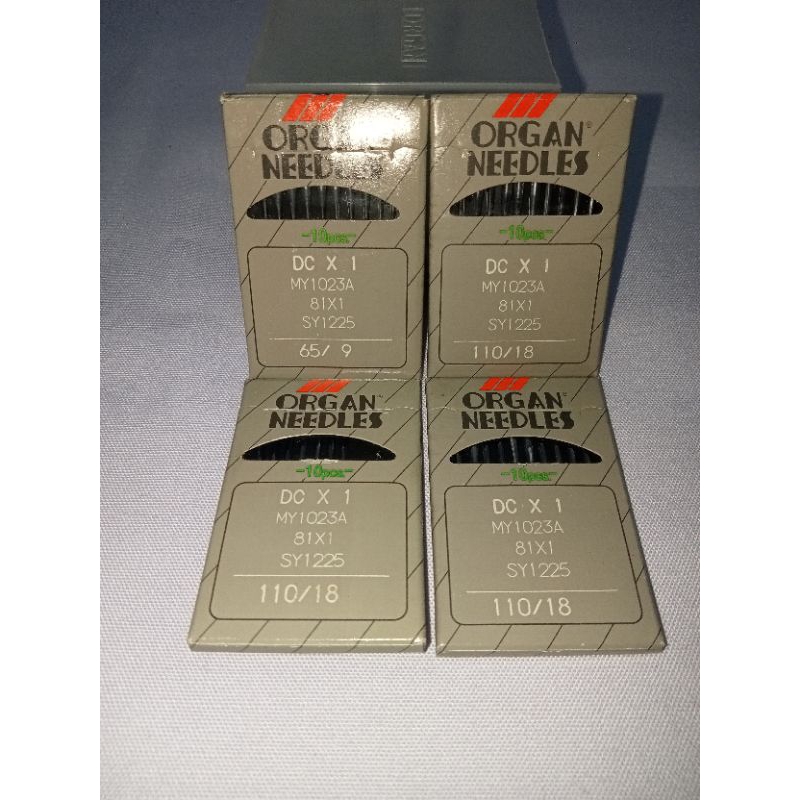 ORGAN
ORGAN
NEEDLES
-10pcs.-
DC X 1
MY1023A
81X1
SY1225
65/ 9
ORGAN®
NEEDLES
-10pcs.-
DC X 1
MY1023A
81X1
SY1225
110/18
ORGAN
NEEDLES
-10pcs.-
DC X 1
MY1023A
81X1
SY1225
110/18
ORGAN
NEEDLES
-10pcs.-
DC X 1
MY1023A
81X1
SY1225
110/18